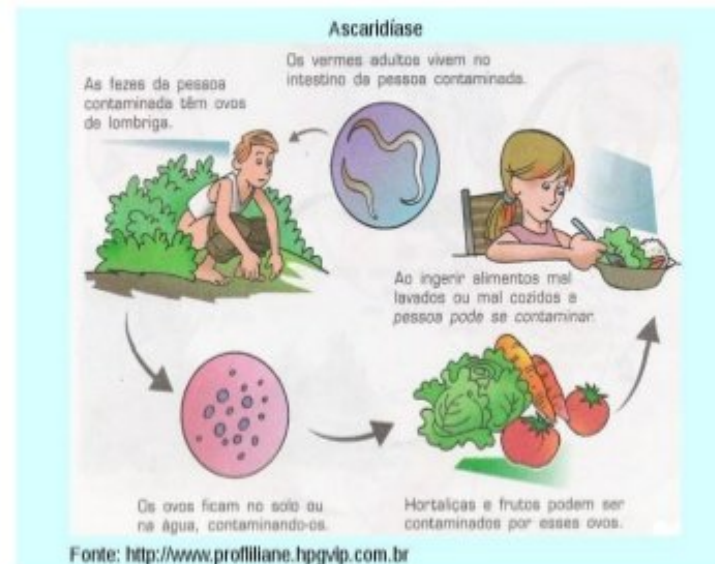 Ascaridíase
Os vermes adultos vivem no
intestino da pessoa contaminada.
As fezes da pessoa
contaminada têm ovos
de lombriga.
Ao ingerir alimentos mal
lavados ou mal cozidos a
pessoa pode se contaminar.
Os ovos ficam no solo ou
na água, contaminando-os.
Hortaliças e frutos podem ser
contaminados por esses ovos.
Fonte: http://www.profliliane.hpgvip.com.br